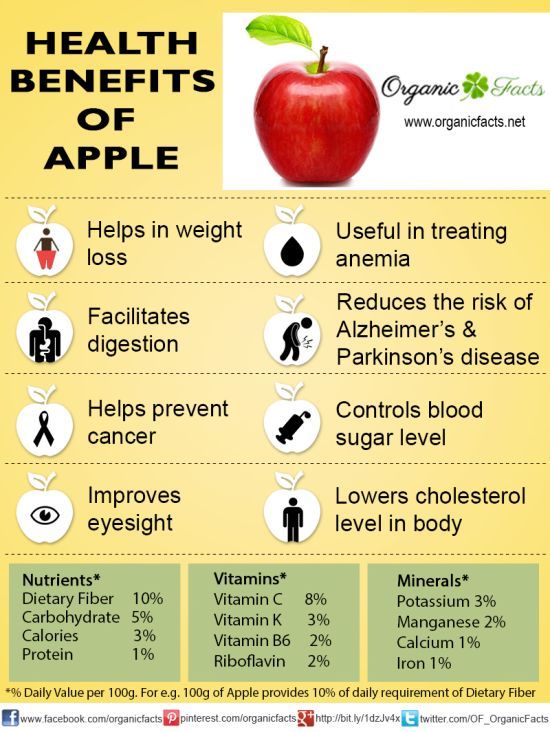 HEALTH
BENEFITS
OF
APPLE
Organic Facts
www.organicfacts.net
Helps in weight
loss
Useful in treating
anemia
Facilitates
digestion
Reduces the risk of
Alzheimer's &
Parkinson's disease
Helps prevent
cancer
Controls blood
sugar level
Improves
eyesight
Lowers cholesterol
level in body
Nutrients*
Dietary Fiber 10%
Carbohydrate 5%
Calories 3%
Protein 1%
Vitamins*
Vitamin C 8%
Vitamin K 3%
Vitamin B6 2%
Riboflavin 2%
Minerals*
Potassium 3%
Manganese 2%
Calcium 1%
Iron 1%
*% Daily Value per 100g. For e.g. 100g of Apple provides 10% of daily requirement of Dietary Fiber
www.facebook.com/organicfacts pinterest.com/organicfacts http://bit.ly/1dzJv4x twitter.com/OF_OrganicFacts